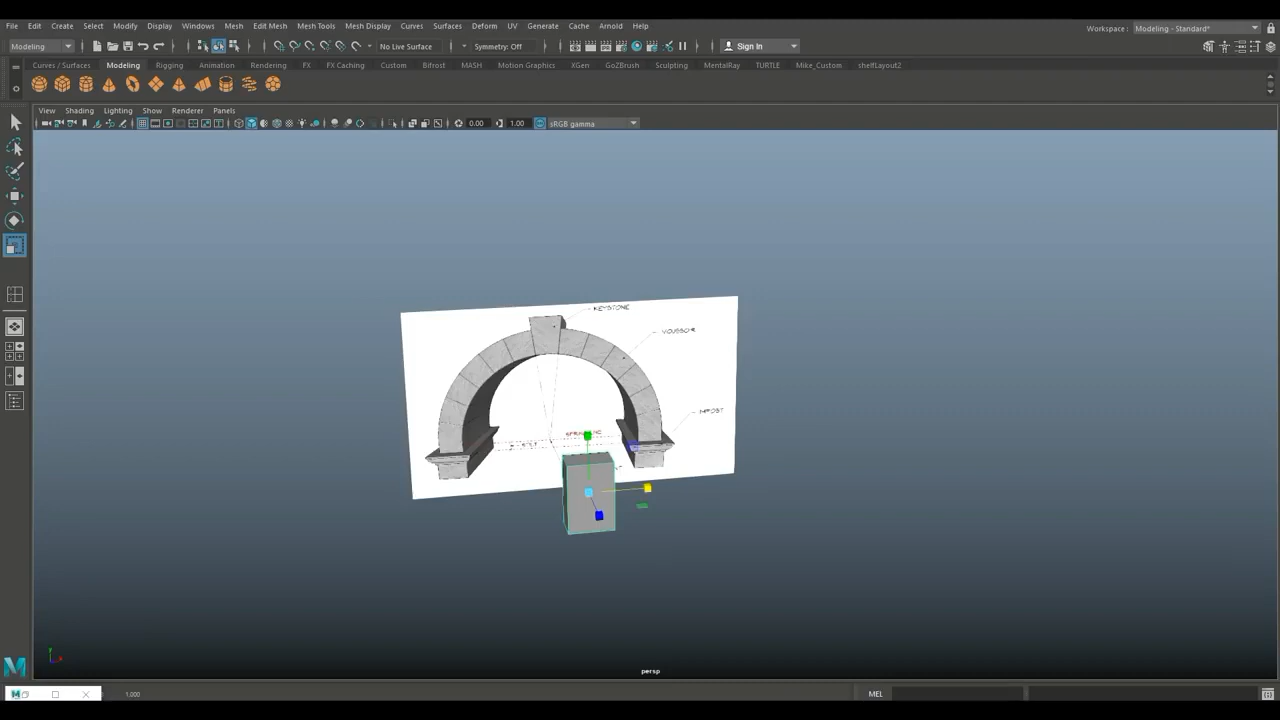 File Edit Create Select Modify Display Windows Mesh Edit Mesh Mesh Tools Mesh Display Curves Surfaces Deform UV Generate Cache Arnold Help
Workspace: Modeling - Standard*
Modeling No Live Surface Symmetry: Off Sign In
Curves / Surfaces Modeling Rigging Animation Rendering FX FX Caching Custom Bifrost MASH Motion Graphics XGen GoZBrush Sculpting MentalRay TURTLE Mike_Custom shelfLayout2
View Shading Lighting Show Renderer Panels
0.00 1.00 sRGB gamma
KEYSTONE
VOUSSOIR
IMPOST
persp
1.000
MEL